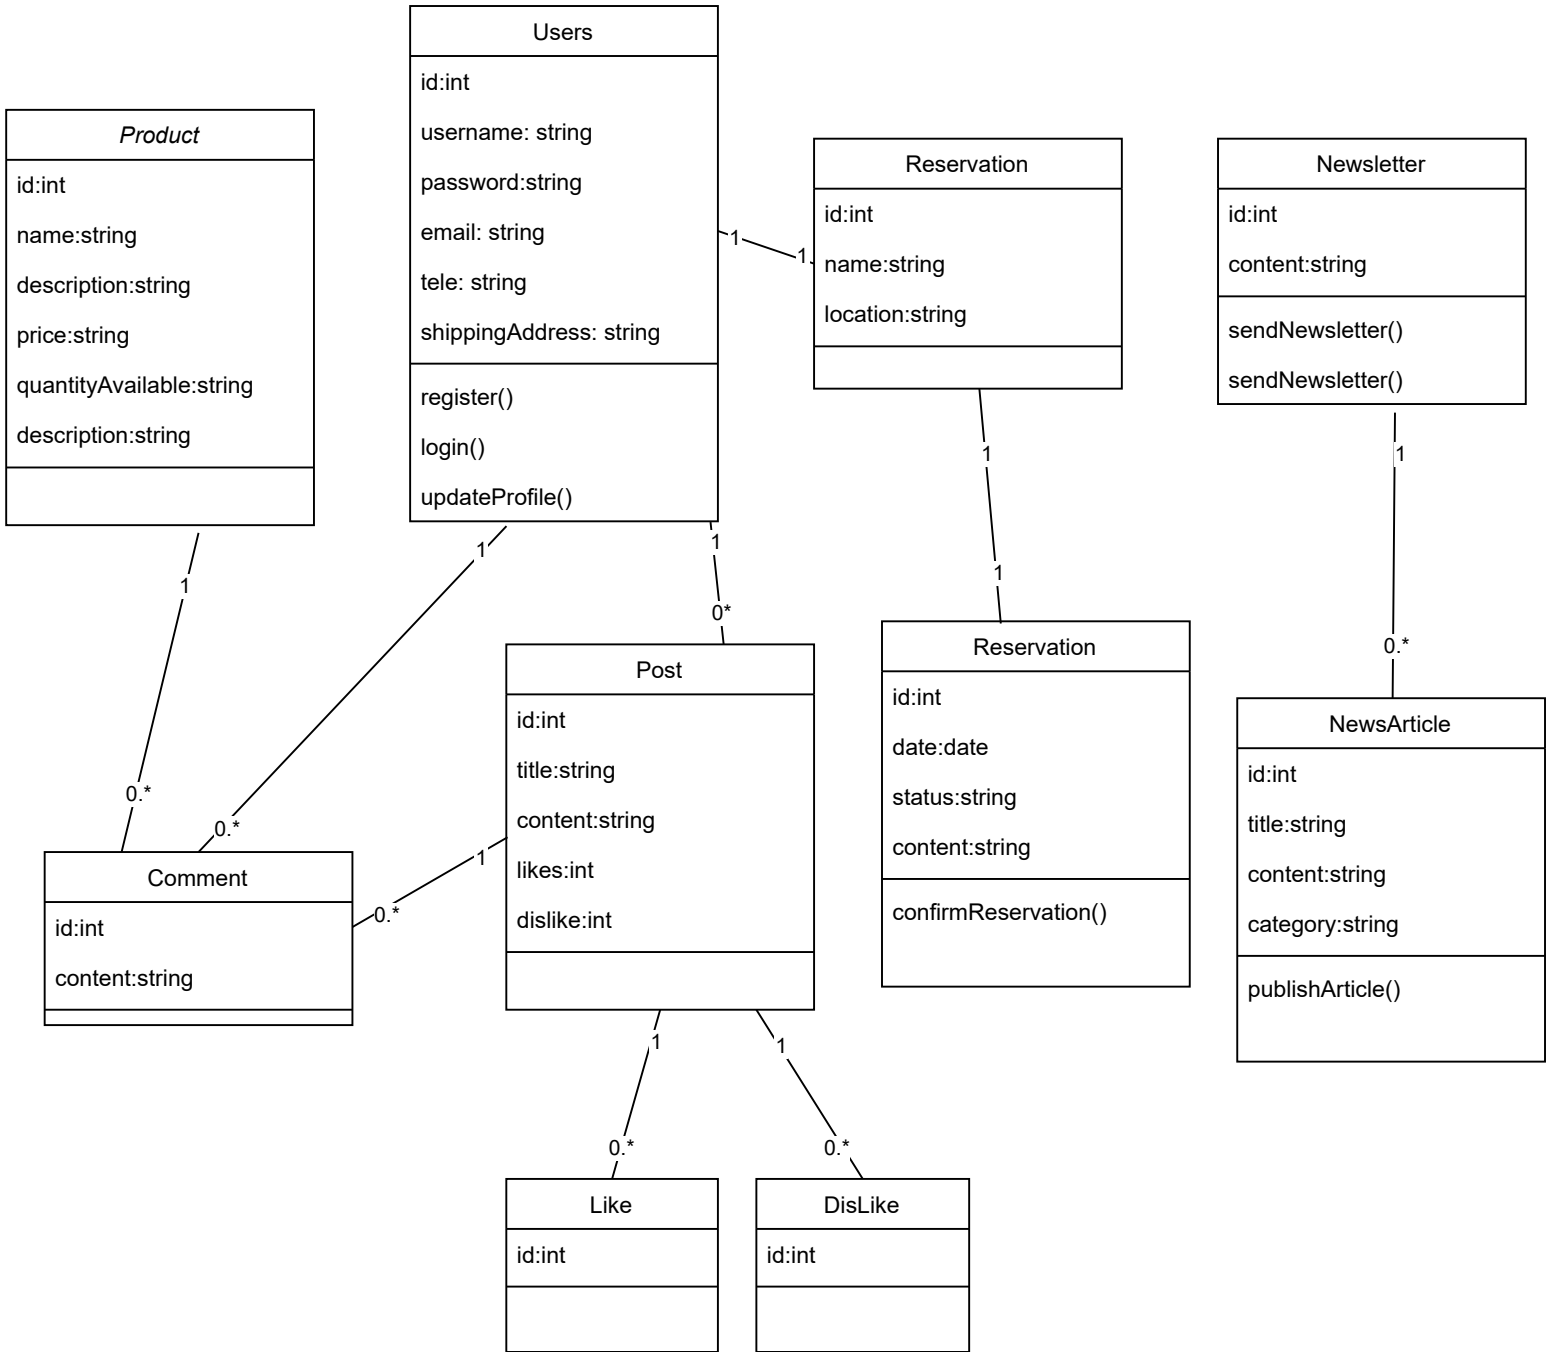 Users
id:int
username: string
password:string
email: string
tele: string
shippingAddress: string
register()
login()
updateProfile()
Product
id:int
name:string
description:string
price:string
quantityAvailable:string
description:string
Reservation
id:int
name:string
location:string
Newsletter
id:int
content:string
sendNewsletter()
sendNewsletter()
1
1
1
1
1
0.*
1
0.*
1
0.*
1
0*
1
0.*
Comment
id:int
content:string
Post
id:int
title:string
content:string
likes:int
dislike:int
Reservation
id:int
date:date
status:string
content:string
confirmReservation()
NewsArticle
id:int
title:string
content:string
category:string
publishArticle()
1
0.*
1
0.*
Like
id:int
DisLike
id:int